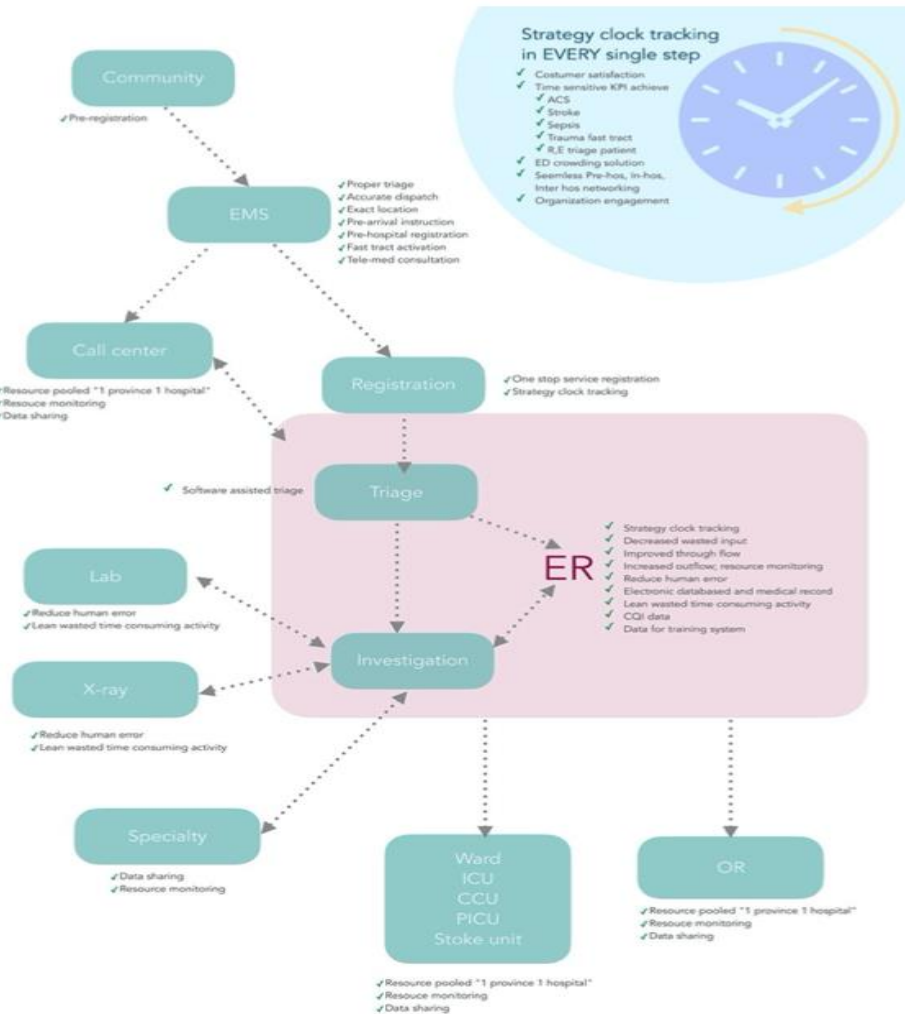 Strategy clock tracking
in EVERY single step
✓ Costumer satisfaction
✓ Time sensitive KPI achieve
✓ ACS
✓ Stroke
✓ Sepsis
✓ Trauma fast tract
✓ R,E triage patient
✓ ED crowding solution
✓ Seemless Pre-hos, In-hos,
Inter hos networking
✓ Organization engagement
Community
✓Pre-registration
EMS
✓Proper triage
✓Accurate dispatch
✓Exact location
✓Pre-arrival instruction
✓Pre-hospital registration
✓Fast tract activation
✓Tele-med consultation
Call center
✓Resource pooled "1 province 1 hospital"
✓Resouce monitoring
✓Data sharing
Registration
✓One stop service registration
✓Strategy clock tracking
Triage
✓ Software assisted triage
ER
✓ Strategy clock tracking
✓ Decreased wasted input
✓ Improved through flow
✓ Increased outflow; resource monitoring
✓ Reduce human error
✓ Electronic databased and medical record
✓ Lean wasted time consuming activity
✓ CQI data
✓ Data for training system
Lab
✓Reduce human error
✓Lean wasted time consuming activity
Investigation
X-ray
✓Reduce human error
✓Lean wasted time consuming activity
Specialty
✓Data sharing
✓Resource monitoring
Ward
ICU
CCU
PICU
Stoke unit
✓Resource pooled "1 province 1 hospital"
✓Resouce monitoring
✓Data sharing
OR
✓Resource pooled "1 province 1 hospital"
✓Resouce monitoring
✓Data sharing